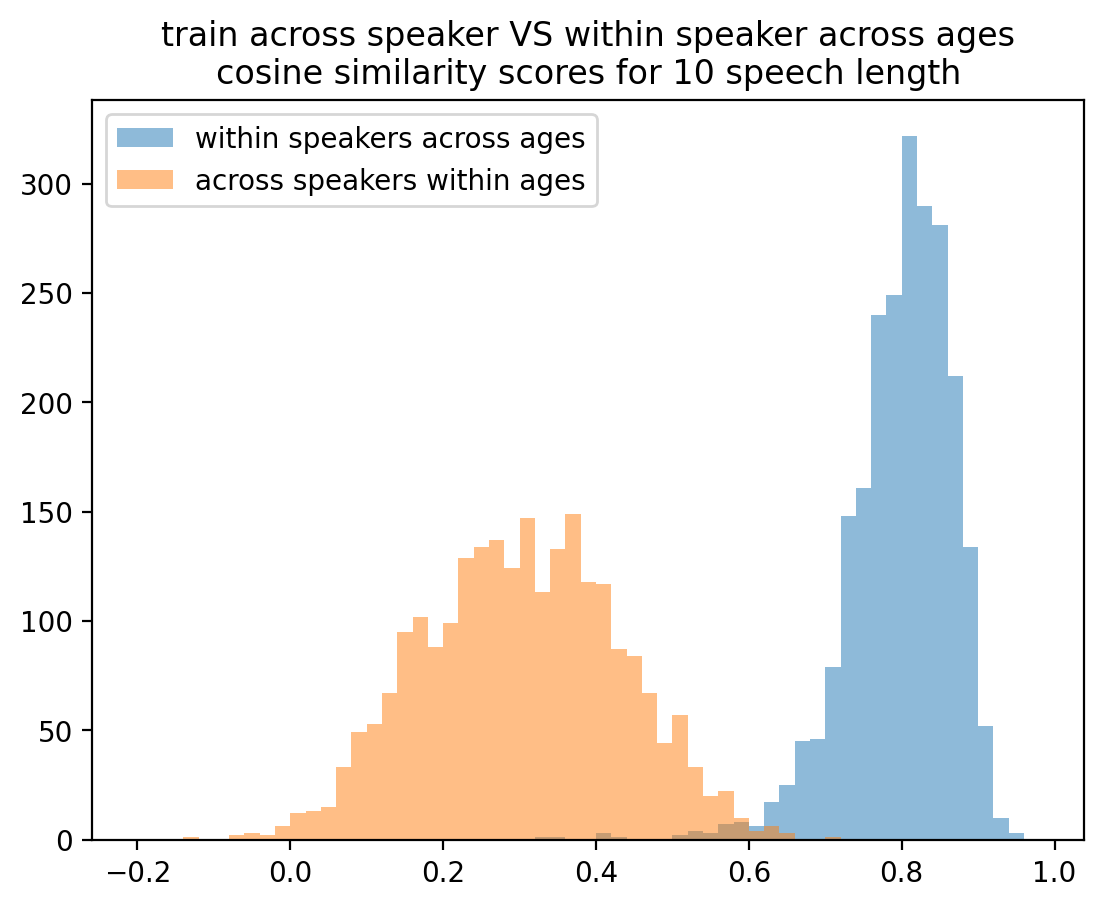 train across speaker VS within speaker across ages
cosine similarity scores for 10 speech length
within speakers across ages
across speakers within ages
300
250
200
150
100
50
0
−0.2 0.0 0.2 0.4 0.6 0.8 1.0